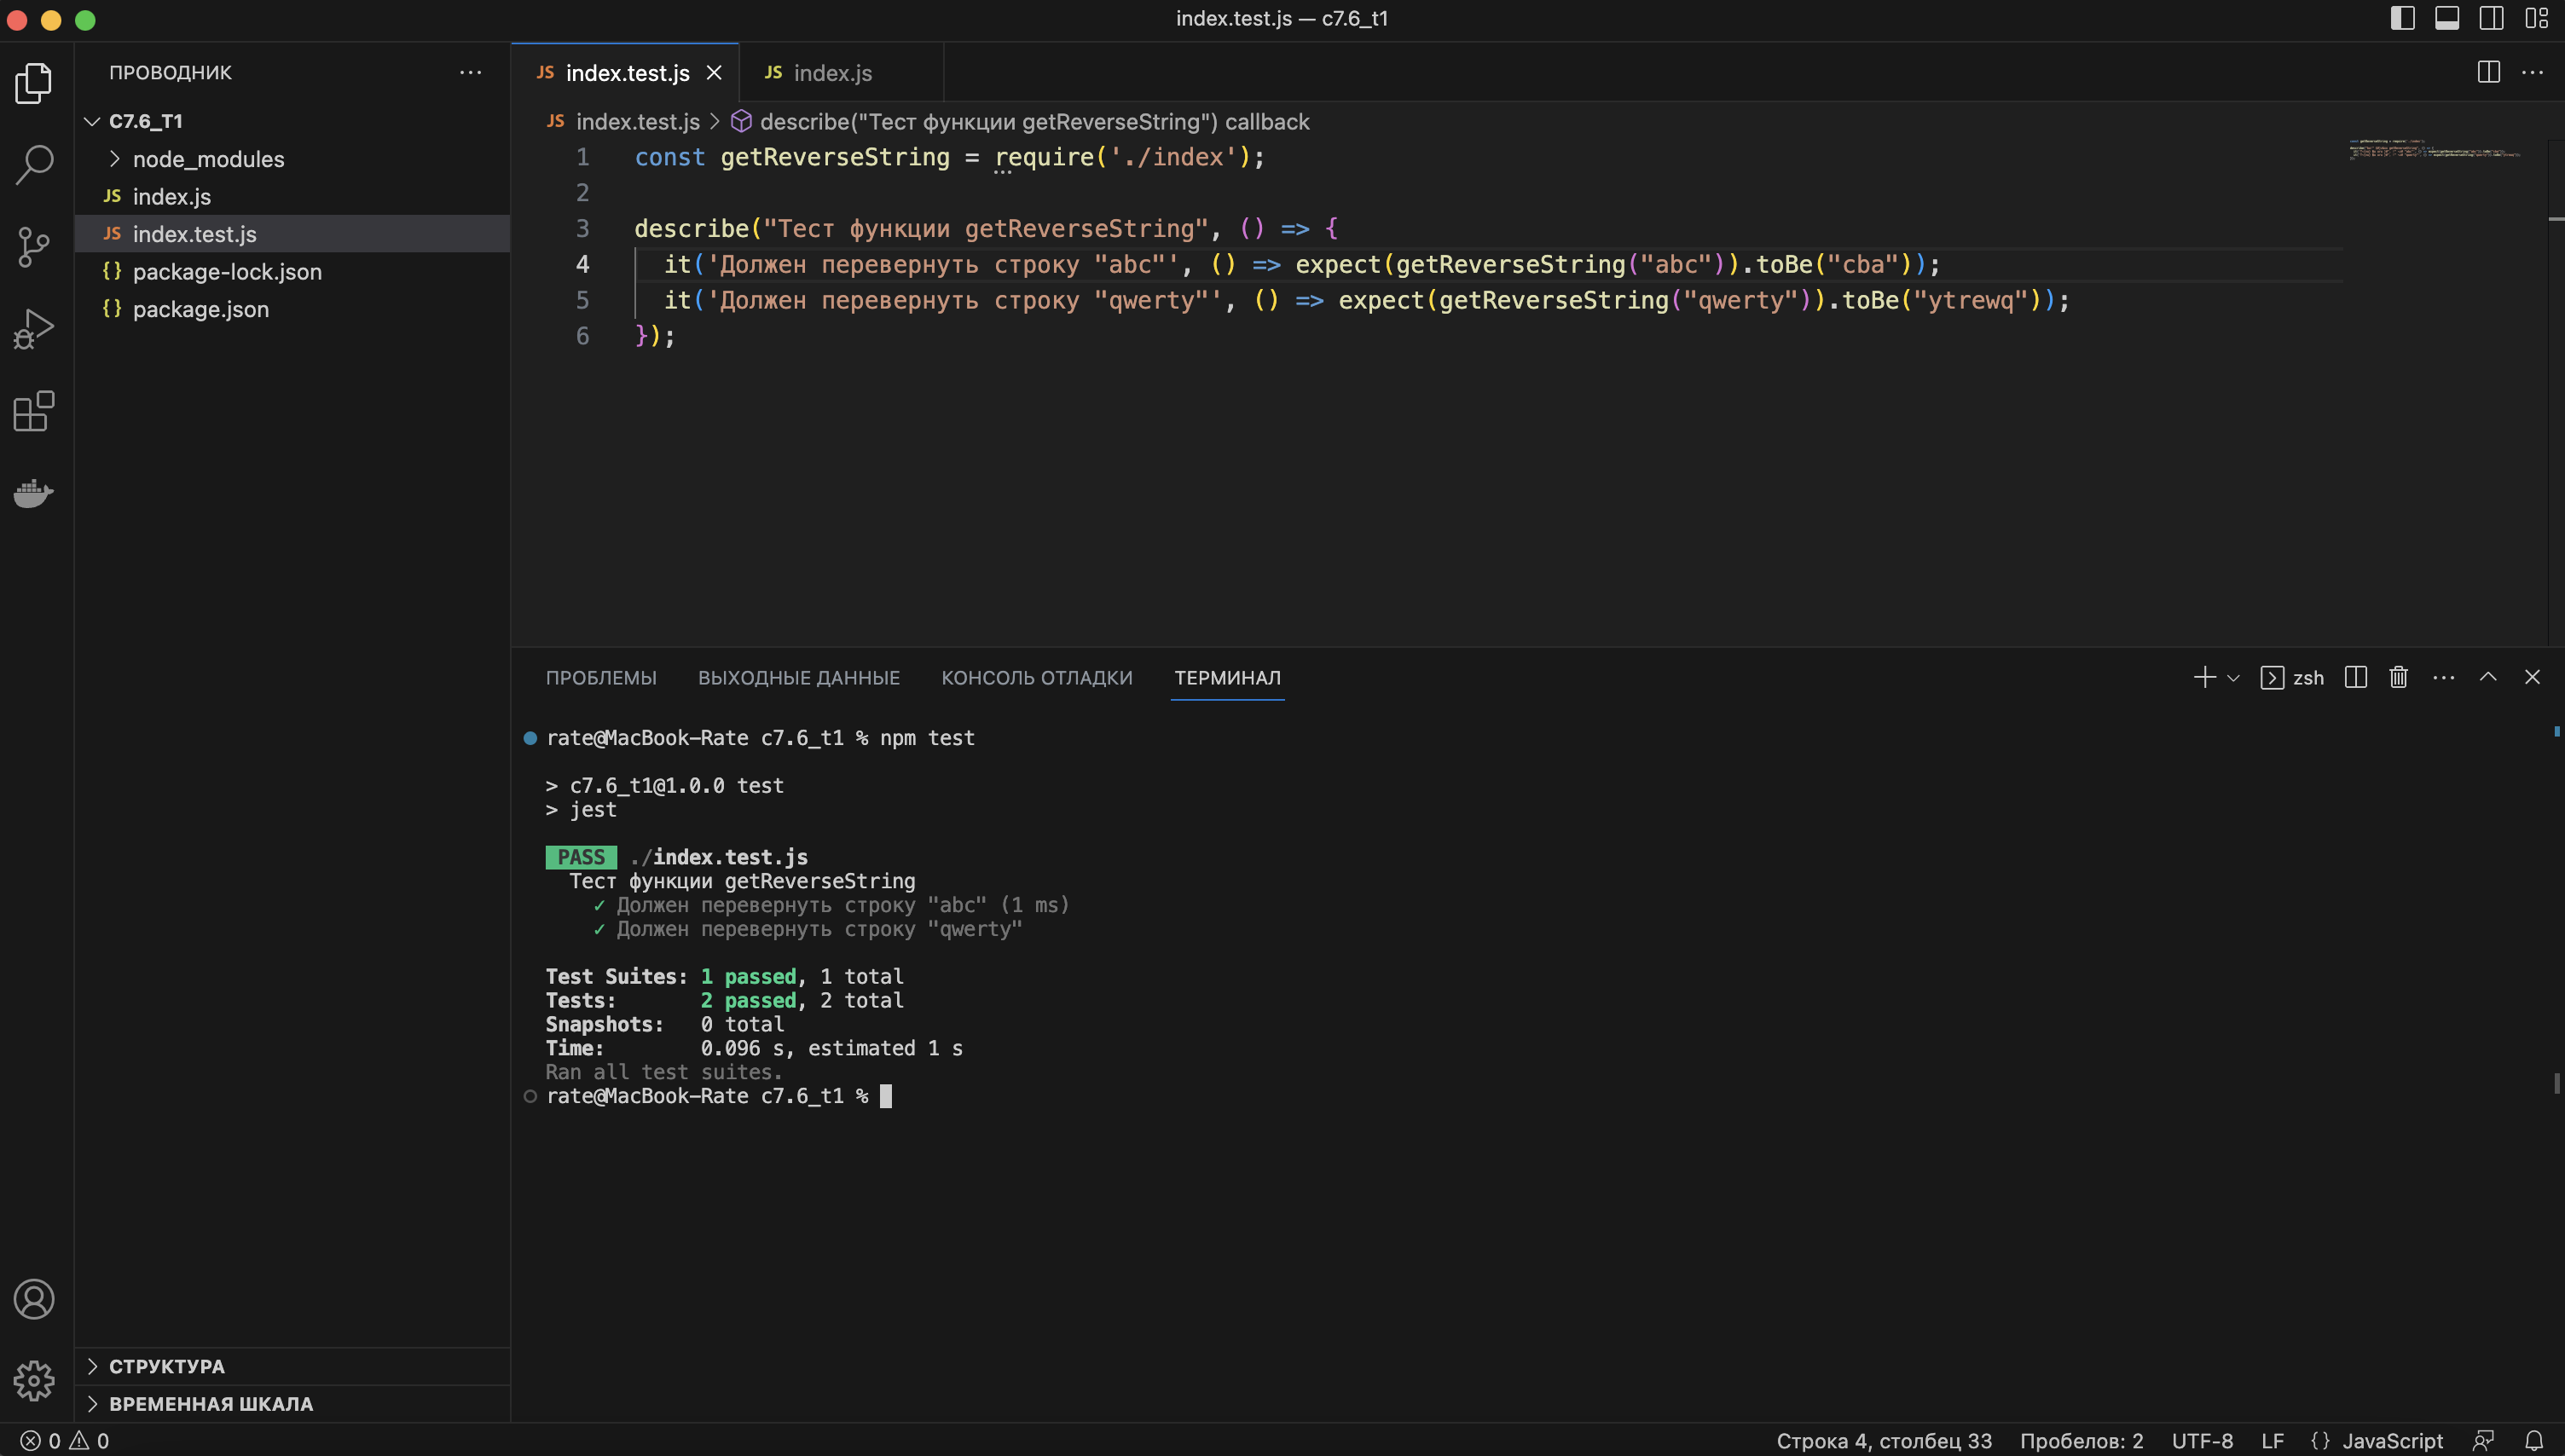 index.test.js — c7.6_t1
ПРОВОДНИК
C7.6_T1
node_modules
JS index.js
JS index.test.js
{} package-lock.json
{} package.json
СТРУКТУРА
ВРЕМЕННАЯ ШКАЛА
JS index.test.js
JS index.js
JS index.test.js > describe("Тест функции getReverseString") callback
1 const getReverseString = require('./index');
2
3 describe("Тест функции getReverseString", () => {
4 it('Должен перевернуть строку "abc"', () => expect(getReverseString("abc")).toBe("cba"));
5 it('Должен перевернуть строку "qwerty"', () => expect(getReverseString("qwerty")).toBe("ytrewq"));
6 });
ПРОБЛЕМЫ ВЫХОДНЫЕ ДАННЫЕ КОНСОЛЬ ОТЛАДКИ ТЕРМИНАЛ
zsh
rate@MacBook-Rate c7.6_t1 % npm test
> c7.6_t1@1.0.0 test
> jest
PASS ./index.test.js
Тест функции getReverseString
✓ Должен перевернуть строку "abc" (1 ms)
✓ Должен перевернуть строку "qwerty"
Test Suites: 1 passed, 1 total
Tests: 2 passed, 2 total
Snapshots: 0 total
Time: 0.096 s, estimated 1 s
Ran all test suites.
rate@MacBook-Rate c7.6_t1 %
0 0
Строка 4, столбец 33 Пробелов: 2 UTF-8 LF {} JavaScript